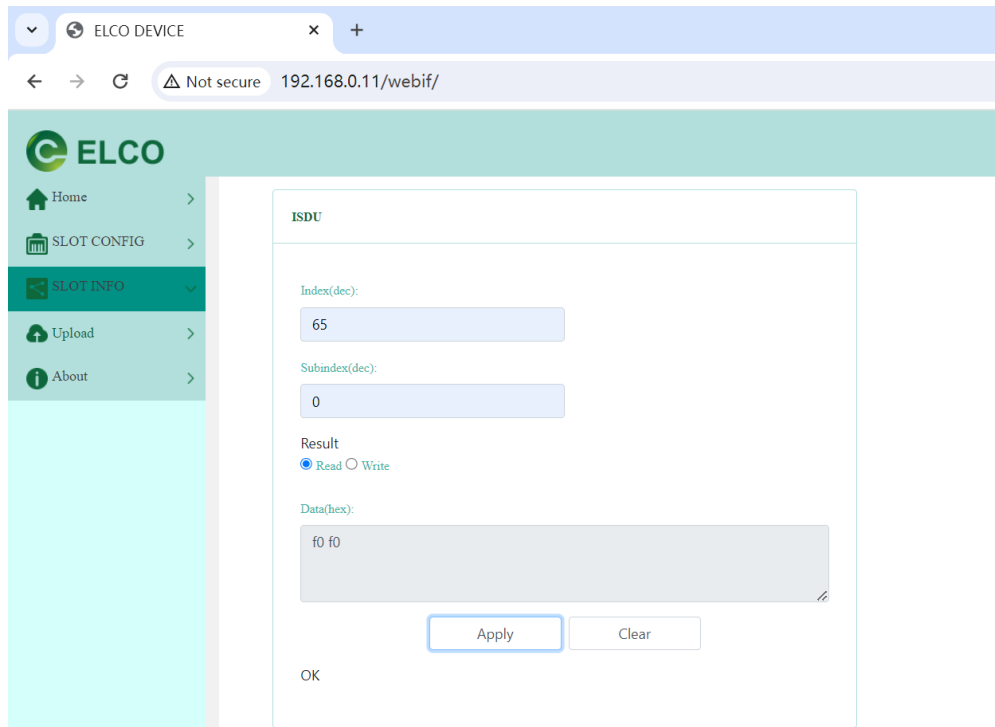 ELCO DEVICE
Not secure 192.168.0.11/webif/
ELCO
Home
SLOT CONFIG
SLOT INFO
Upload
About
ISDU
Index(dec):
65
Subindex(dec):
0
Result
Read Write
Data(hex):
f0 f0
Apply Clear
OK